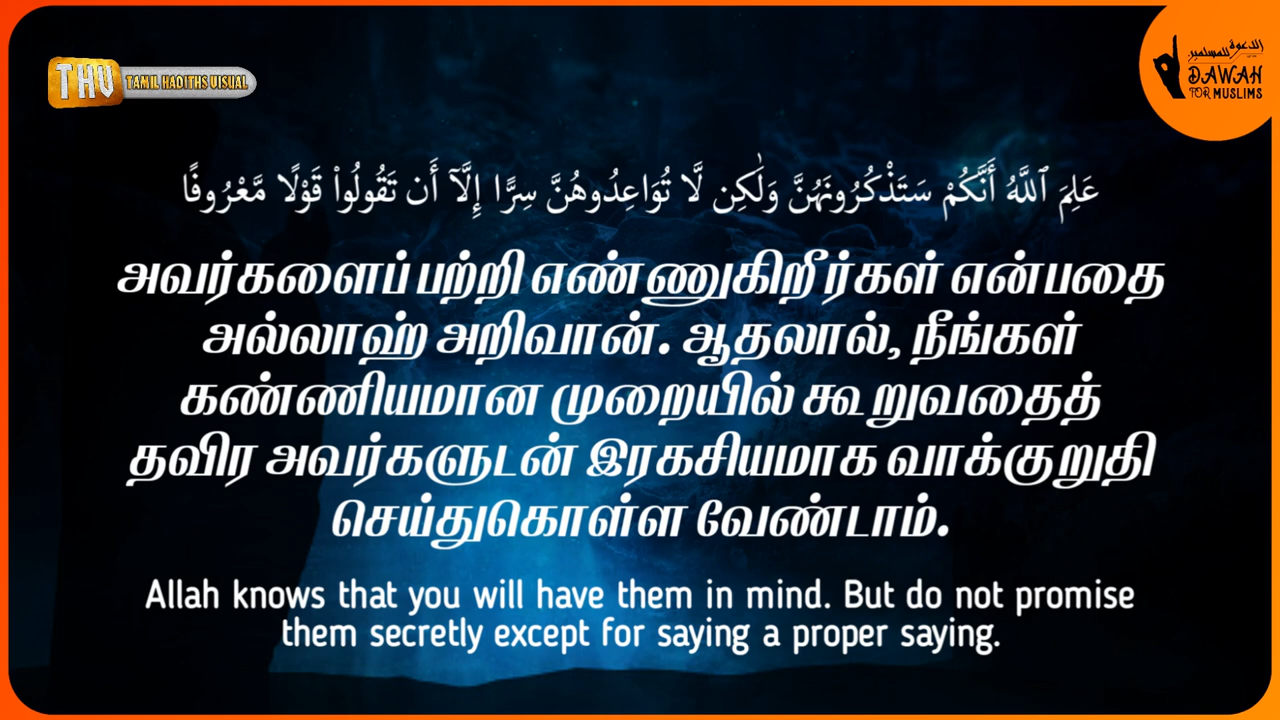 THV TAMIL HADITHS VISUAL
الدعوة للمسلمين
DAWAH
FOR MUSLIMS
عَلِمَ ٱللَّهُ أَنَّكُمْ سَتَذْكُرُونَهُنَّ وَلَٰكِن لَّا تُوَاعِدُوهُنَّ سِرًّا إِلَّآ أَن تَقُولُوا۟ قَوْلًا مَّعْرُوفًا
அவர்களைப் பற்றி எண்ணுகிறீர்கள் என்பதை
அல்லாஹ் அறிவான். ஆதலால், நீங்கள்
கண்ணியமான முறையில் கூறுவதைத்
தவிர அவர்களுடன் இரகசியமாக வாக்குறுதி
செய்துகொள்ள வேண்டாம்.
Allah knows that you will have them in mind. But do not promise
them secretly except for saying a proper saying.